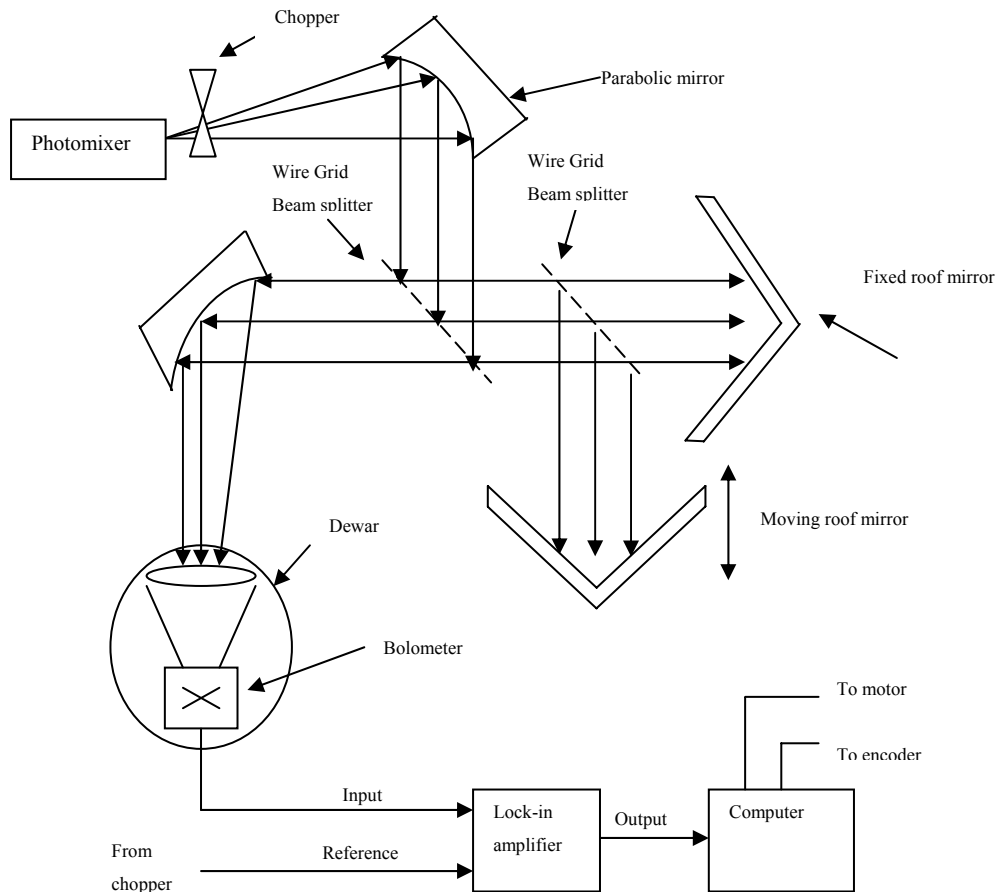 Chopper
Parabolic mirror
Photomixer
Wire Grid
Beam splitter
Wire Grid
Beam splitter
Fixed roof mirror
Moving roof mirror
Dewar
Bolometer
To motor
To encoder
Input
Lock-in
amplifier
Output
Computer
Reference
From
chopper